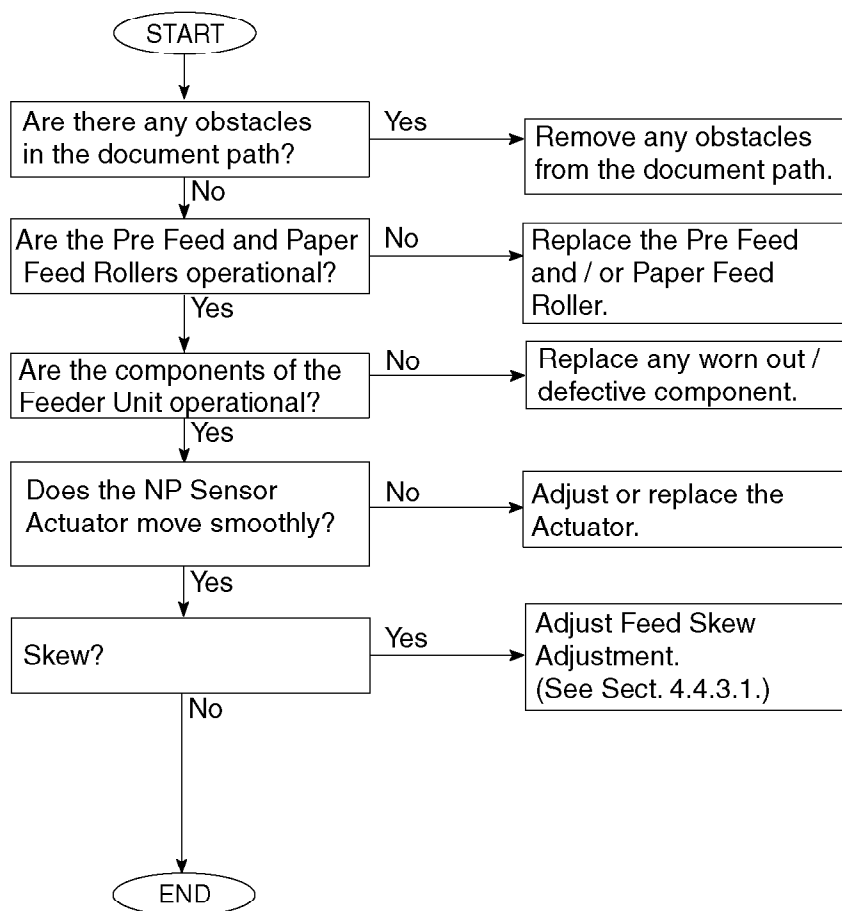 START
Are there any obstacles
in the document path?
Yes
Remove any obstacles
from the document path.
No
Are the Pre Feed and Paper
Feed Rollers operational?
No
Replace the Pre Feed
and / or Paper Feed
Roller.
Yes
Are the components of the
Feeder Unit operational?
No
Replace any worn out /
defective component.
Yes
Does the NP Sensor
Actuator move smoothly?
No
Adjust or replace the
Actuator.
Yes
Skew?
Yes
Adjust Feed Skew
Adjustment.
(See Sect. 4.4.3.1.)
No
END